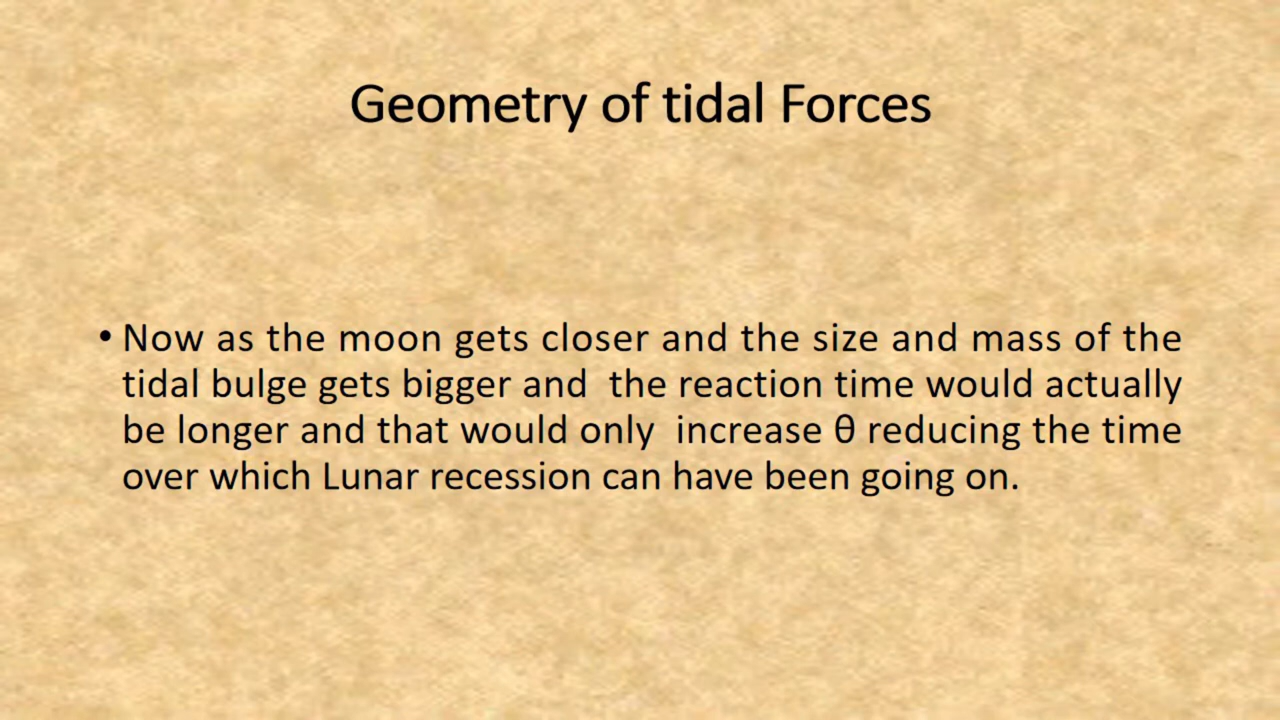 Geometry of tidal Forces
• Now as the moon gets closer and the size and mass of the
tidal bulge gets bigger and  the reaction time would actually
be longer and that would only  increase θ reducing the time
over which Lunar recession can have been going on.